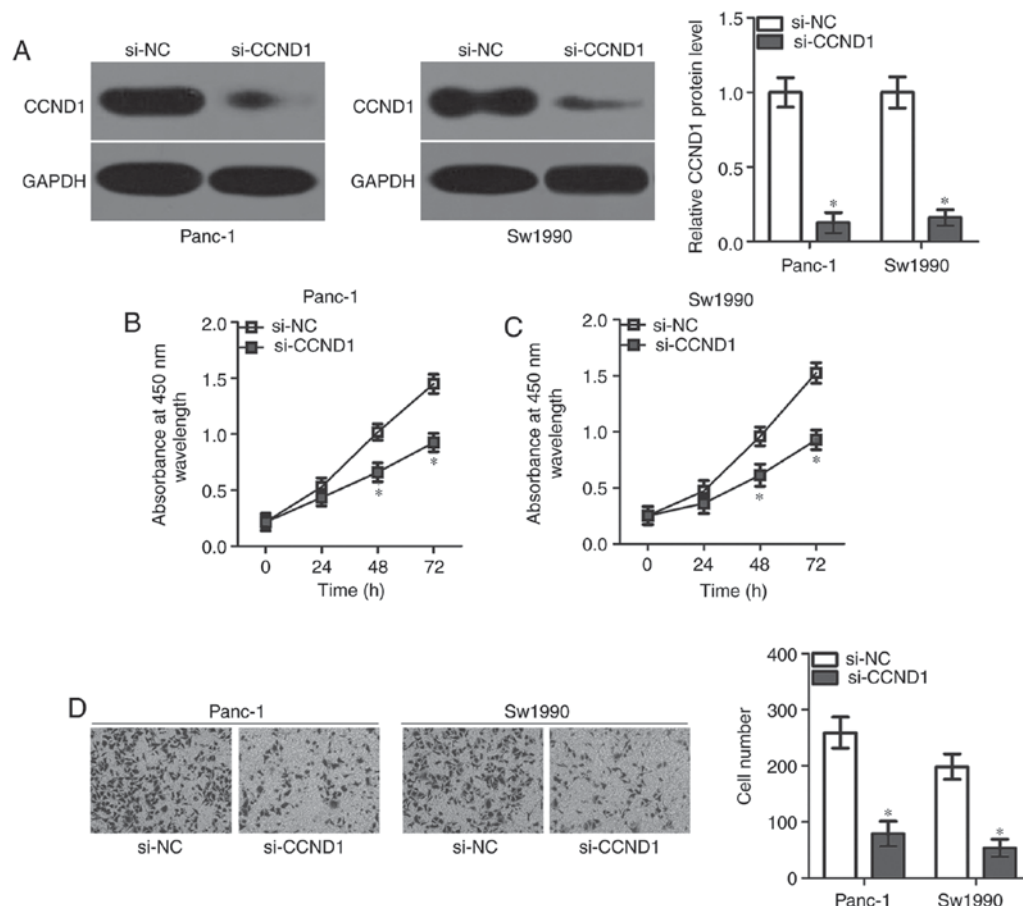 A
si-NC si-CCND1
CCND1
GAPDH
Panc-1
si-NC si-CCND1
CCND1
GAPDH
Sw1990
si-NC
si-CCND1
Relative CCND1 protein level
1.5
1.0
0.5
0.0
*
*
Panc-1 Sw1990
B
Panc-1
si-NC
si-CCND1
Absorbance at 450 nm
wavelength
2.0
1.5
1.0
0.5
0.0
*
*
0 24 48 72
Time (h)
C
Sw1990
si-NC
si-CCND1
Absorbance at 450 nm
wavelength
2.0
1.5
1.0
0.5
0.0
*
*
0 24 48 72
Time (h)
D
Panc-1 Sw1990
si-NC si-CCND1 si-NC si-CCND1
si-NC
si-CCND1
Cell number
400
300
200
100
0
*
*
Panc-1 Sw1990